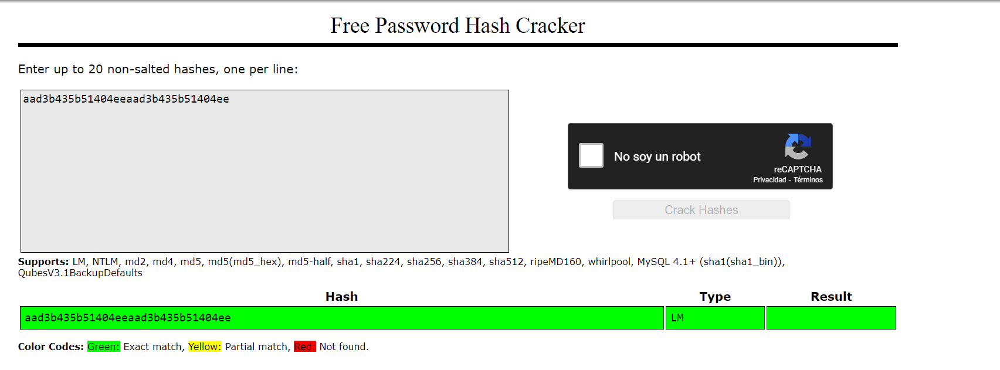 Free Password Hash Cracker
Enter up to 20 non-salted hashes, one per line:
aad3b435b51404eeaad3b435b51404ee
No soy un robot
reCAPTCHA
Privacidad - Términos
Crack Hashes
Supports: LM, NTLM, md2, md4, md5, md5(md5_hex), md5-half, sha1, sha224, sha256, sha384, sha512, ripeMD160, whirlpool, MySQL 4.1+ (sha1(sha1_bin)),
QubesV3.1BackupDefaults
Hash Type Result
aad3b435b51404eeaad3b435b51404ee LM
Color Codes: Green: Exact match, Yellow: Partial match, Red: Not found.